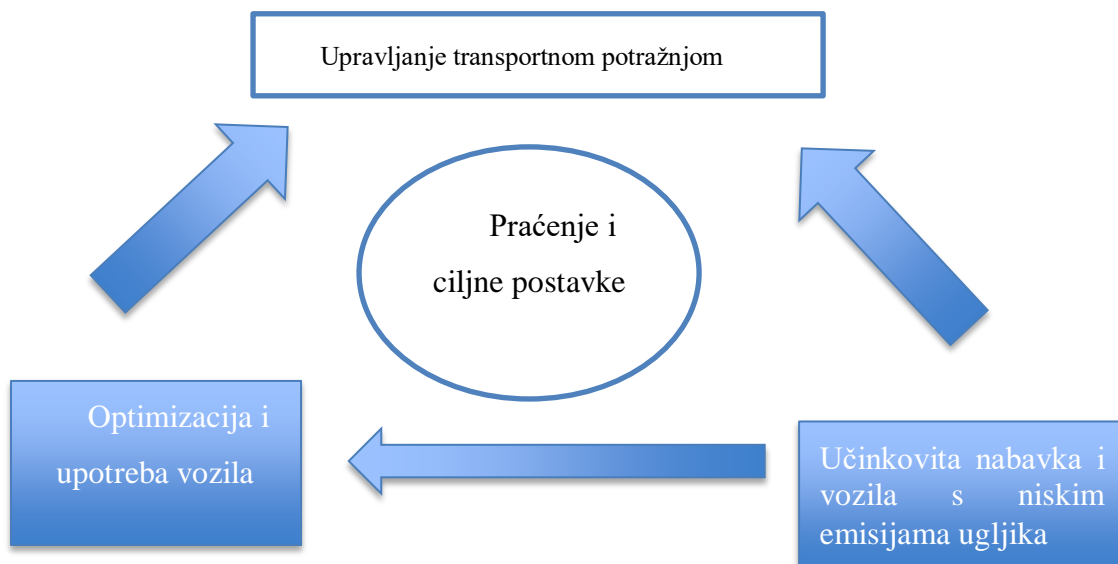 Upravljanje transportnom potražnjom
Praćenje i
ciljne postavke
Optimizacija i
upotreba vozila
Učinkovita nabavka i
vozila s niskim
emisijama ugljika